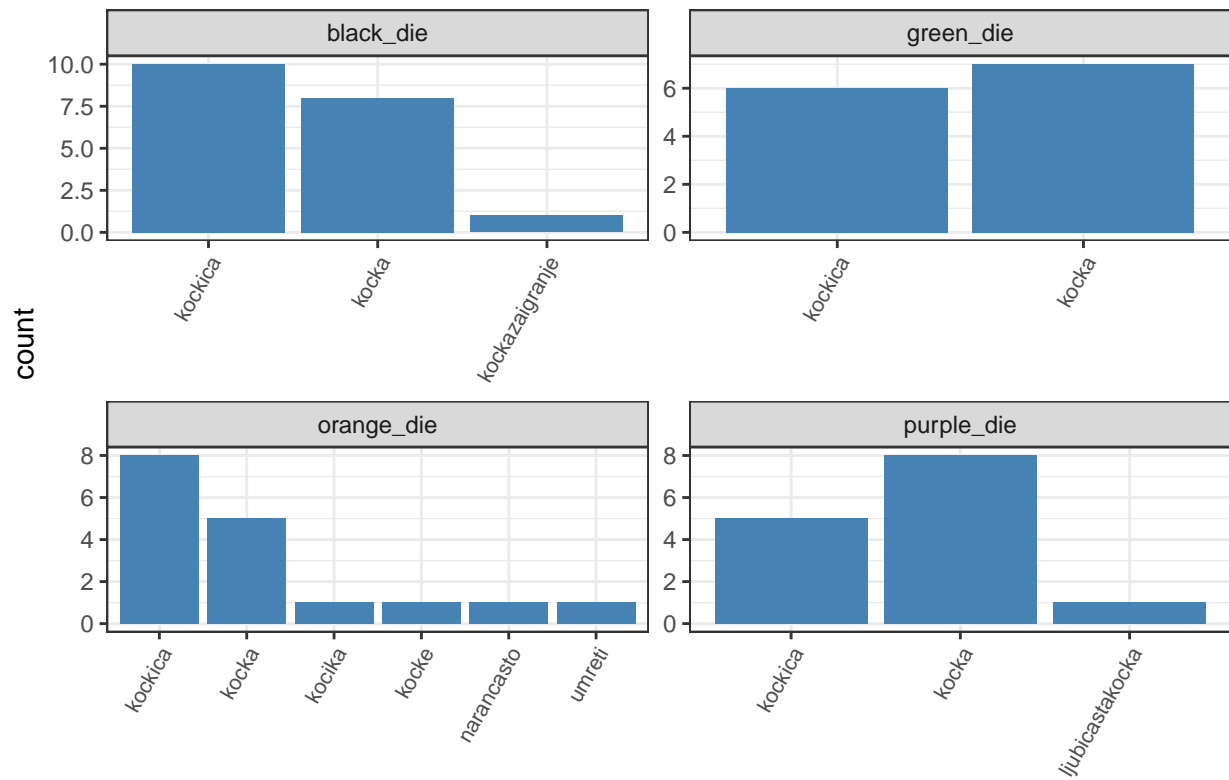 black_die
10.0
7.5
5.0
2.5
0.0
kockica
kocka
kockazaigranje
green_die
6
4
2
0
kockica
kocka
count
orange_die
8
6
4
2
0
kockica
kocka
kocika
kocke
narancasto
umreti
purple_die
8
6
4
2
0
kockica
kocka
ljubicastakocka